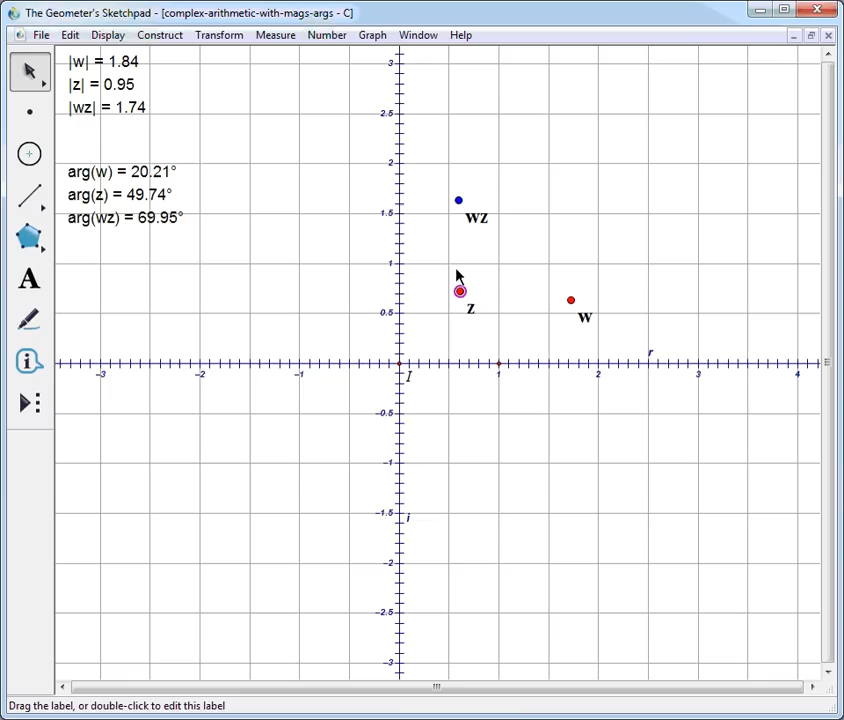 The Geometer's Sketchpad - [complex-arithmetic-with-mags-args - C]
File Edit Display Construct Transform Measure Number Graph Window Help
|w| = 1.84
|z| = 0.95
|wz| = 1.74
arg(w) = 20.21°
arg(z) = 49.74°
arg(wz) = 69.95°
A
i
3
2.5
2
1.5
1
0.5
-0.5
-1
-1.5
-2
-2.5
-3
-3 -2 -1 1 2 3 4
wz
z
w
r
I
i
Drag the label, or double-click to edit this label